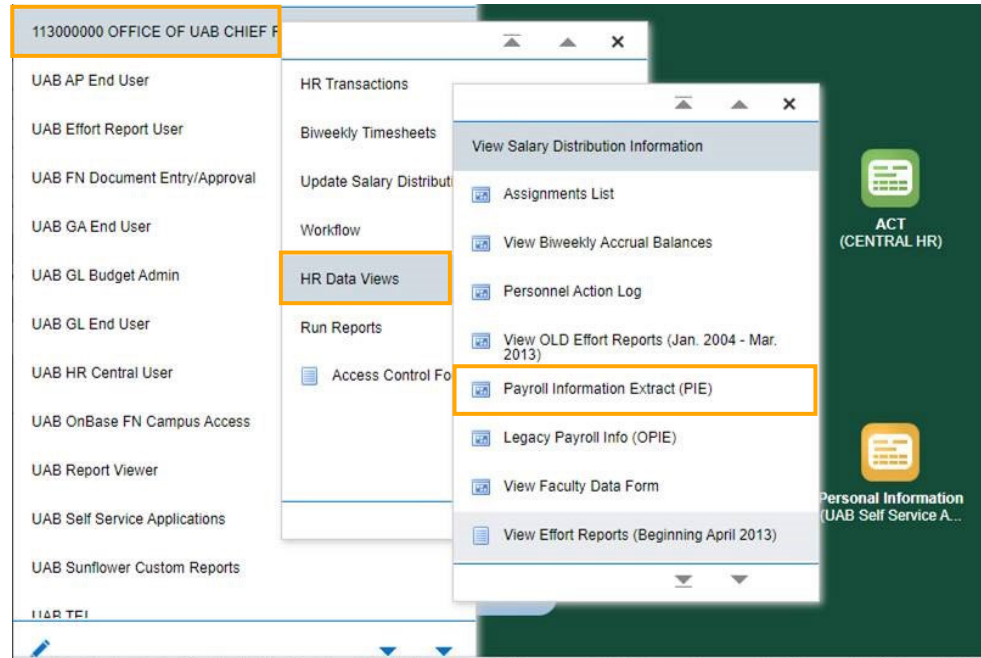 113000000 OFFICE OF UAB CHIEF F
UAB AP End User
UAB Effort Report User
UAB FN Document Entry/Approval
UAB GA End User
UAB GL Budget Admin
UAB GL End User
UAB HR Central User
UAB OnBase FN Campus Access
UAB Report Viewer
UAB Self Service Applications
UAB Sunflower Custom Reports
UAB TEL
HR Transactions
Biweekly Timesheets
Update Salary Distributi
Workflow
HR Data Views
Run Reports
Access Control Fo
View Salary Distribution Information
Assignments List
View Biweekly Accrual Balances
Personnel Action Log
View OLD Effort Reports (Jan. 2004 - Mar.
2013)
Payroll Information Extract (PIE)
Legacy Payroll Info (OPIE)
View Faculty Data Form
View Effort Reports (Beginning April 2013)
ACT
(CENTRAL HR)
Personal Information
(UAB Self Service A...